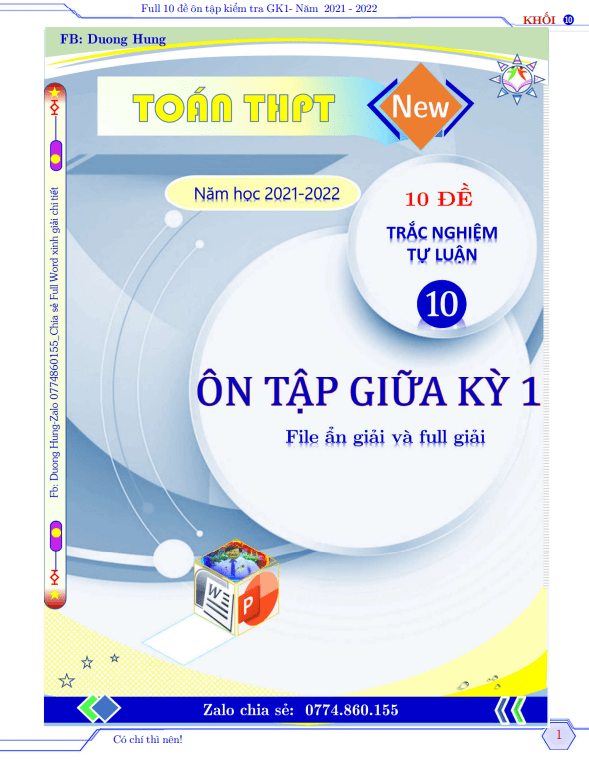 Full 10 đề ôn tập kiểm tra GK1- Năm 2021 - 2022
KHỐI 10
FB: Duong Hung
TOÁN THPT
New
Năm học 2021-2022
10 ĐỀ
TRẮC NGHIỆM
TỰ LUẬN
10
ÔN TẬP GIỮA KỲ 1
File ẩn giải và full giải
Fb: Duong Hung-Zalo 0774860155_Chia sẻ Full Word xinh giải chi tiết
W
P
Zalo chia sẻ: 0774.860.155
Có chí thì nên!
1